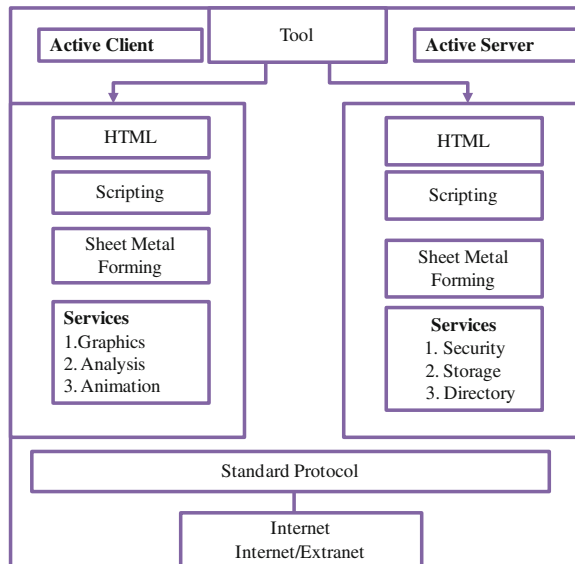 Tool
Active Client
Active Server
HTML
Scripting
Sheet Metal
Forming
Services
1.Graphics
2. Analysis
3. Animation
HTML
Scripting
Sheet Metal
Forming
Services
1. Security
2. Storage
3. Directory
Standard Protocol
Internet
Internet/Extranet